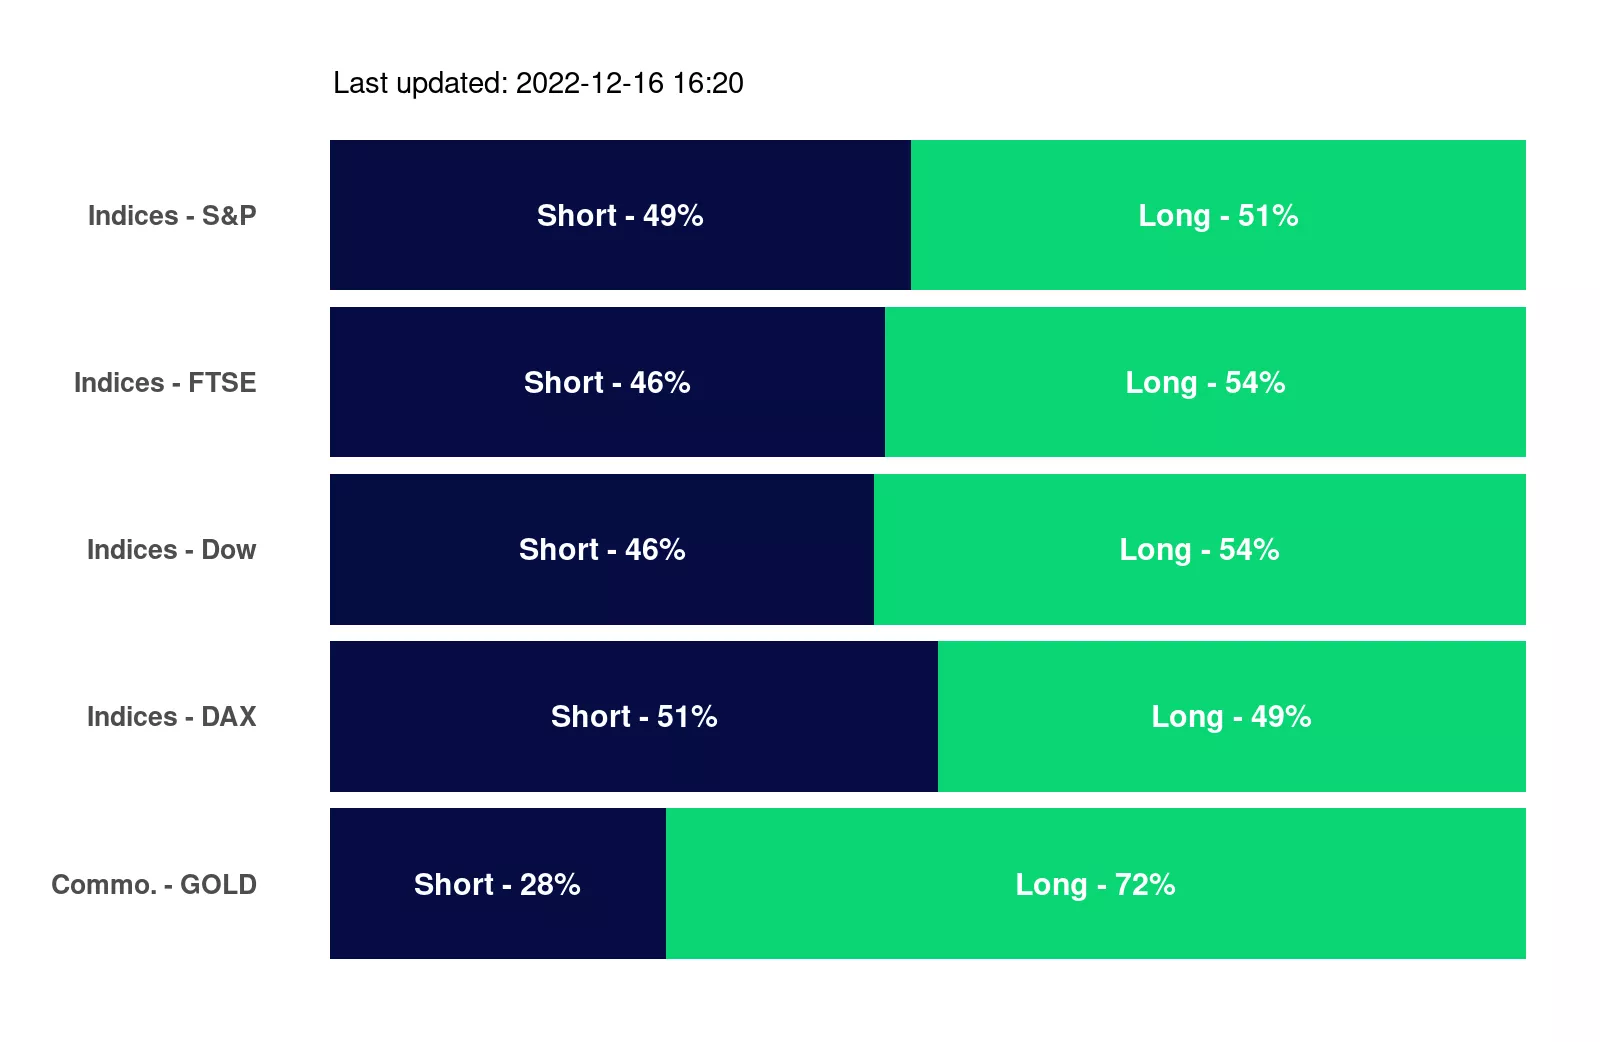 Last updated: 2022-12-16 16:20
Indices - S&P Short - 49% Long - 51%
Indices - FTSE Short - 46% Long - 54%
Indices - Dow Short - 46% Long - 54%
Indices - DAX Short - 51% Long - 49%
Commo. - GOLD Short - 28% Long - 72%